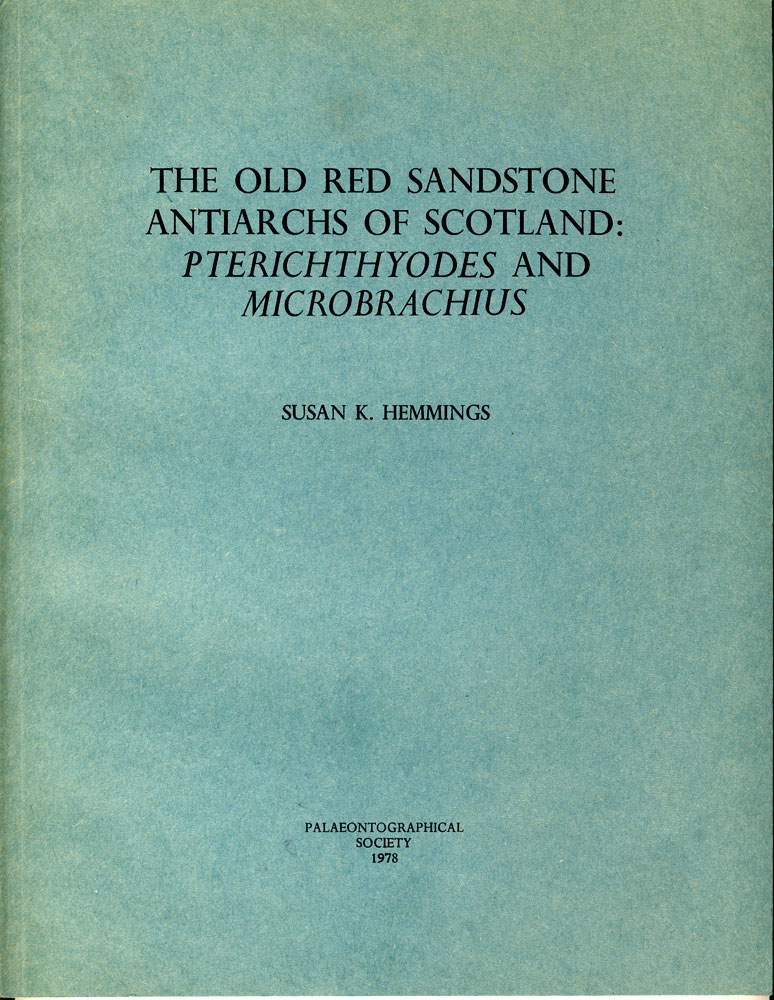 THE OLD RED SANDSTONE
ANTIARCHS OF SCOTLAND:
PTERICHTHYODES AND
MICROBRACHIUS
SUSAN K. HEMMINGS
PALAEONTOGRAPHICAL
SOCIETY
1978